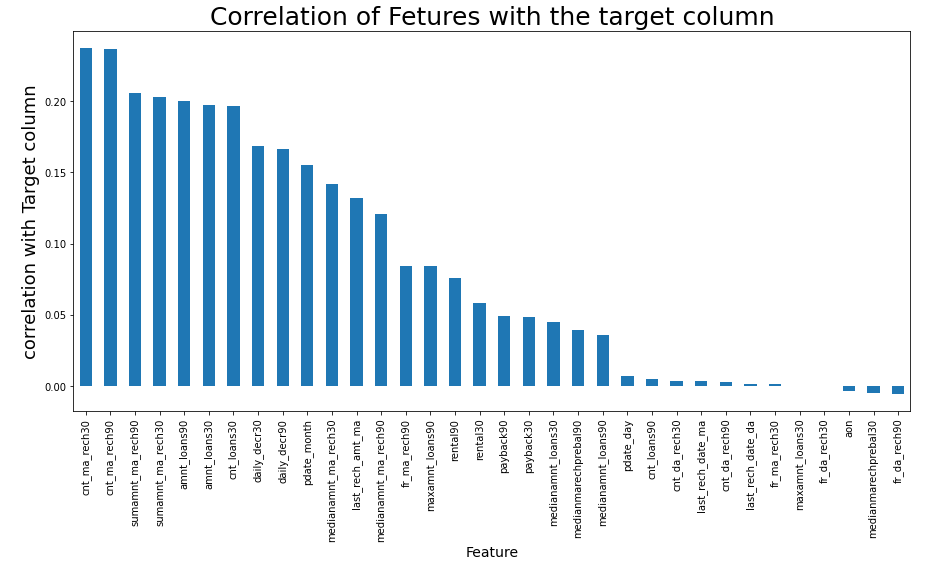 Correlation of Fetures with the target column
correlation with Target column
0.20
0.15
0.10
0.05
0.00
cnt_ma_rech30
cnt_ma_rech90
sumamnt_ma_rech90
sumamnt_ma_rech30
amnt_loans90
amnt_loans30
cnt_loans30
daily_decr30
daily_decr90
pdate_month
medianamnt_ma_rech30
last_rech_amt_ma
medianamnt_ma_rech90
fr_ma_rech90
maxamnt_loans90
rental90
rental30
payback90
payback30
medianamnt_loans30
medianmarechprebal90
medianamnt_loans90
pdate_day
cnt_loans90
cnt_da_rech30
last_rech_date_ma
cnt_da_rech90
last_rech_date_da
fr_ma_rech30
maxamnt_loans30
fr_da_rech30
aon
medianmarechprebal30
fr_da_rech90
Feature